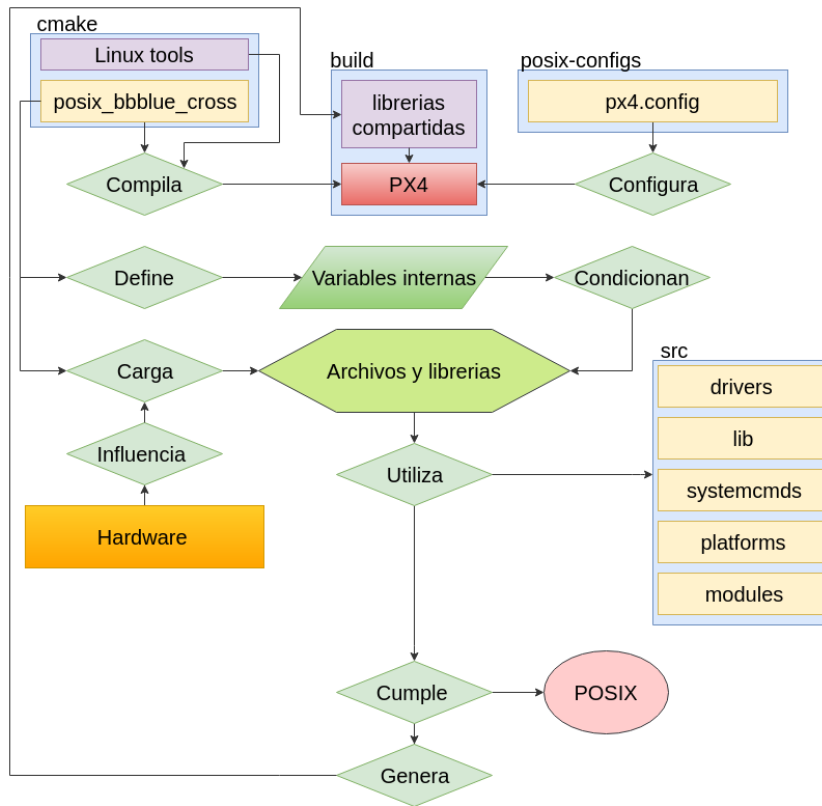 cmake
Linux tools
posix_bbblue_cross
build
librerias
compartidas
PX4
posix-configs
px4.config
Compila
Configura
Define
Variables internas
Condicionan
Carga
Archivos y librerias
src
drivers
lib
systemcmds
platforms
modules
Influencia
Utiliza
Hardware
Cumple
POSIX
Genera